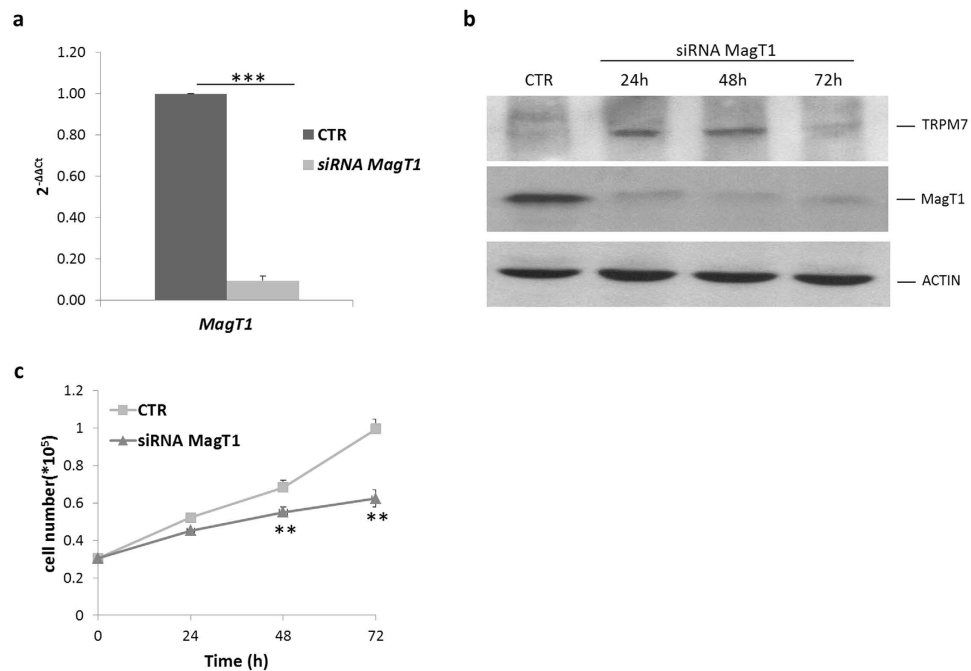 a
1.20
1.00
0.80
0.60
0.40
0.20
0.00
2^-ΔΔCt
***
CTR
siRNA MagT1
MagT1
b
siRNA MagT1
CTR 24h 48h 72h
TRPM7
MagT1
ACTIN
c
1.2
1
0.8
0.6
0.4
0.2
0
cell number(*10⁵)
CTR
siRNA MagT1
**
**
0 24 48 72
Time (h)